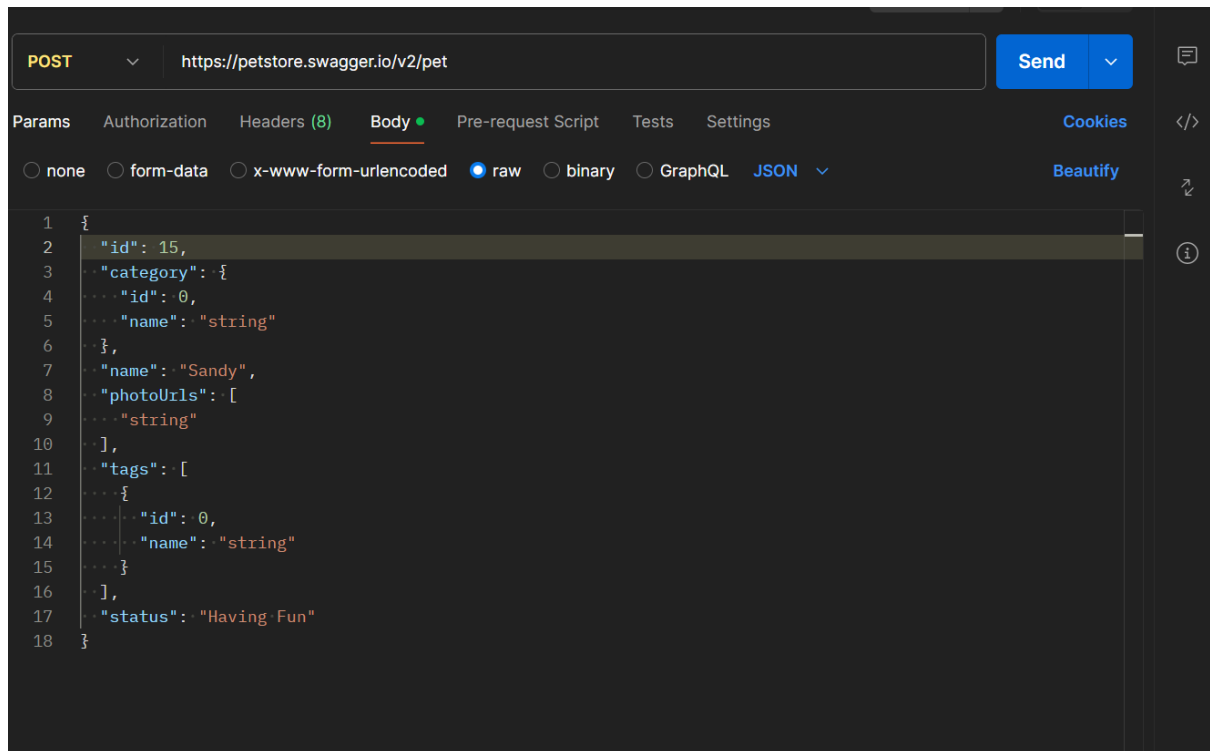 POST https://petstore.swagger.io/v2/pet Send
Params Authorization Headers (8) Body Pre-request Script Tests Settings Cookies
none form-data x-www-form-urlencoded raw binary GraphQL JSON Beautify
1 {
2 "id": 15,
3 "category": {
4 "id": 0,
5 "name": "string"
6 },
7 "name": "Sandy",
8 "photoUrls": [
9 "string"
10 ],
11 "tags": [
12 {
13 "id": 0,
14 "name": "string"
15 }
16 ],
17 "status": "Having Fun"
18 }